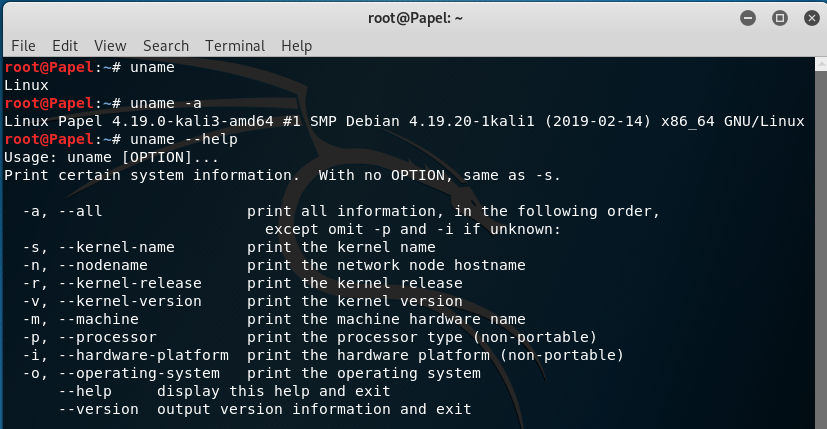 root@Papel: ~
File Edit View Search Terminal Help
root@Papel:~# uname
Linux
root@Papel:~# uname -a
Linux Papel 4.19.0-kali3-amd64 #1 SMP Debian 4.19.20-1kali1 (2019-02-14) x86_64 GNU/Linux
root@Papel:~# uname --help
Usage: uname [OPTION]...
Print certain system information.  With no OPTION, same as -s.

  -a, --all                print all information, in the following order,
                             except omit -p and -i if unknown:
  -s, --kernel-name        print the kernel name
  -n, --nodename           print the network node hostname
  -r, --kernel-release     print the kernel release
  -v, --kernel-version     print the kernel version
  -m, --machine            print the machine hardware name
  -p, --processor          print the processor type (non-portable)
  -i, --hardware-platform  print the hardware platform (non-portable)
  -o, --operating-system   print the operating system
      --help     display this help and exit
      --version  output version information and exit